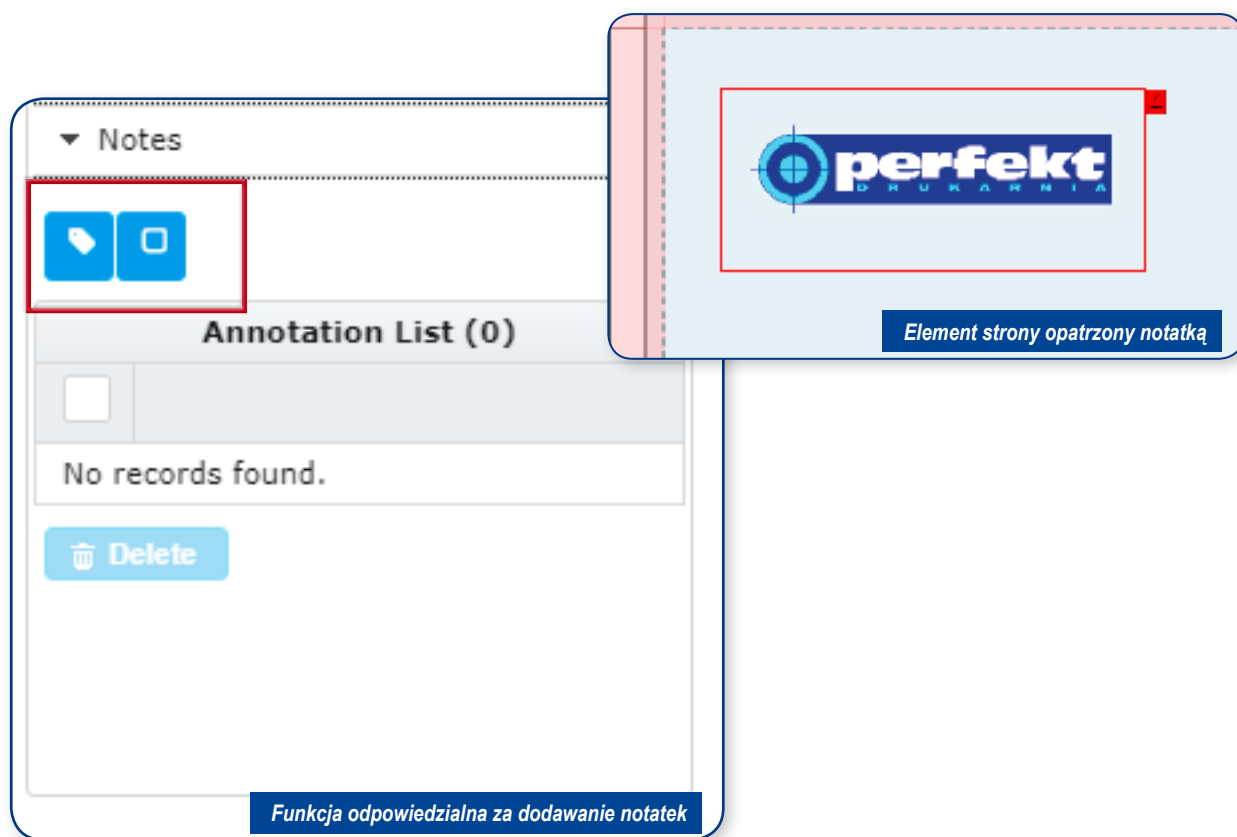 Notes
Annotation List (0)
No records found.
Delete
Funkcja odpowiedzialna za dodawanie notatek
perfekt
DRUKARNIA
Element strony opatrzony notatką